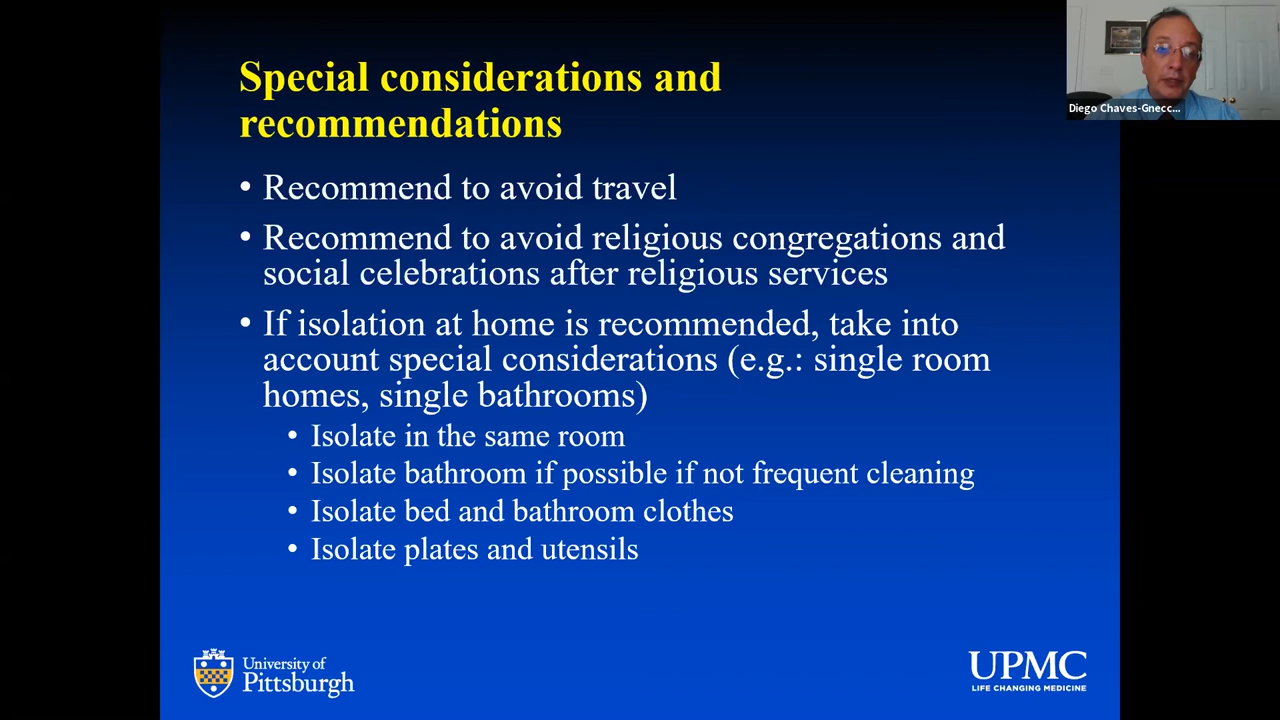 Special considerations and
recommendations
• Recommend to avoid travel
• Recommend to avoid religious congregations and
social celebrations after religious services
• If isolation at home is recommended, take into
account special considerations (e.g.: single room
homes, single bathrooms)
• Isolate in the same room
• Isolate bathroom if possible if not frequent cleaning
• Isolate bed and bathroom clothes
• Isolate plates and utensils
University of
Pittsburgh
UPMC
LIFE CHANGING MEDICINE
Diego Chaves-Gnecc...